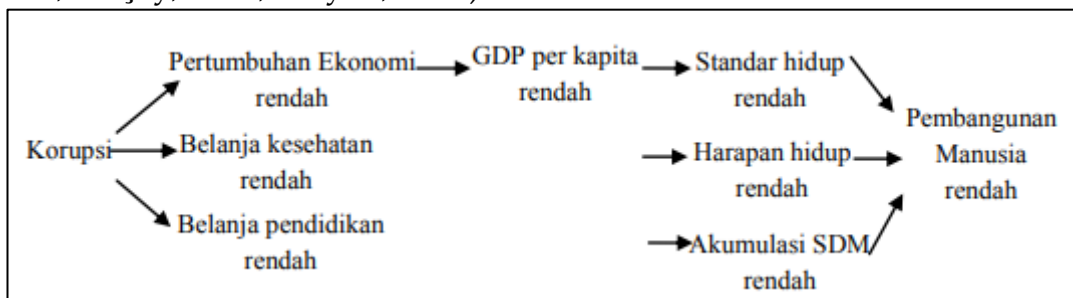 Pertumbuhan Ekonomi
rendah
GDP per kapita
rendah
Standar hidup
rendah
Korupsi
Belanja kesehatan
rendah
Harapan hidup
rendah
Pembangunan
Manusia
rendah
Belanja pendidikan
rendah
Akumulasi SDM
rendah